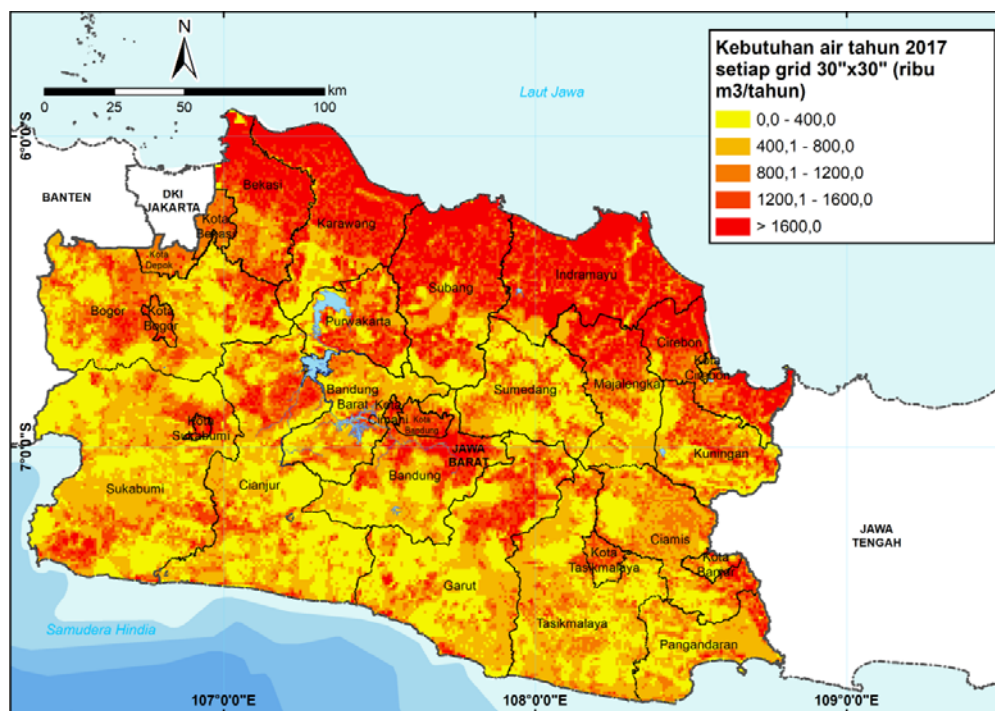 N
km
0 25 50 100
Laut Jawa
Kebutuhan air tahun 2017
setiap grid 30"x30" (ribu
m3/tahun)
0,0 - 400,0
400,1 - 800,0
800,1 - 1200,0
1200,1 - 1600,0
> 1600,0
6°0'0"S
BANTEN
DKI
JAKARTA
Bekasi
Kota
Bekasi
Karawang
Kota
Depok
Indramayu
Subang
Bogor
Kota
Bogor
Purwakarta
Cirebon
Kota
Cirebon
Bandung
Barat
Sumedang
Majalengka
Kota
Cimahi
Kota
Bandung
Kota
Sukabumi
7°0'0"S
JAWA
BARAT
Kuningan
Sukabumi
Cianjur
Bandung
JAWA
TENGAH
Ciamis
Kota
Tasikmalaya
Kota
Banjar
Garut
Tasikmalaya
Pangandaran
Samudera Hindia
107°0'0"E
108°0'0"E
109°0'0"E